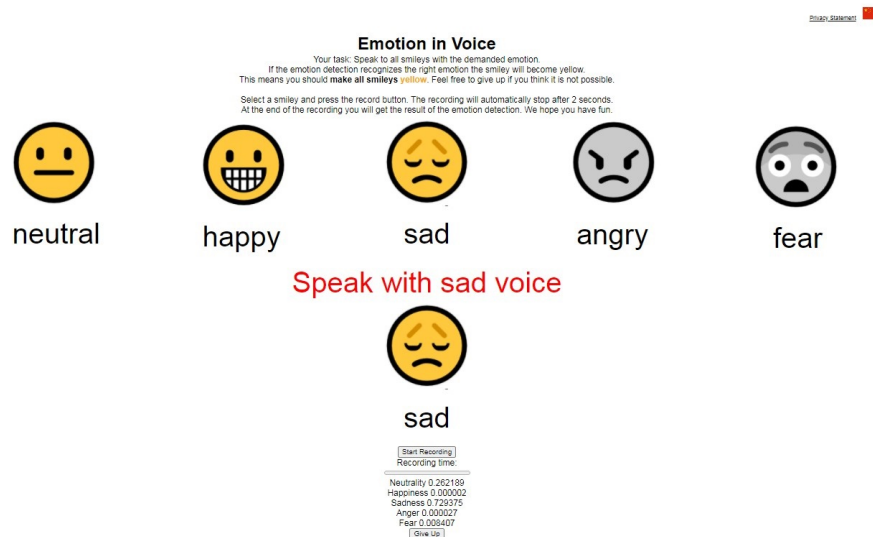 Privacy Statement
Emotion in Voice
Your task: Speak to all smileys with the demanded emotion.
If the emotion detection recognizes the right emotion the smiley will become yellow.
This means you should make all smileys yellow. Feel free to give up if you think it is not possible.
Select a smiley and press the record button. The recording will automatically stop after 2 seconds.
At the end of the recording you will get the result of the emotion detection. We hope you have fun.
neutral happy sad angry fear
Speak with sad voice
sad
Start Recording
Recording time:
Neutrality 0.262189
Happiness 0.000002
Sadness 0.729375
Anger 0.000027
Fear 0.008407
Give Up